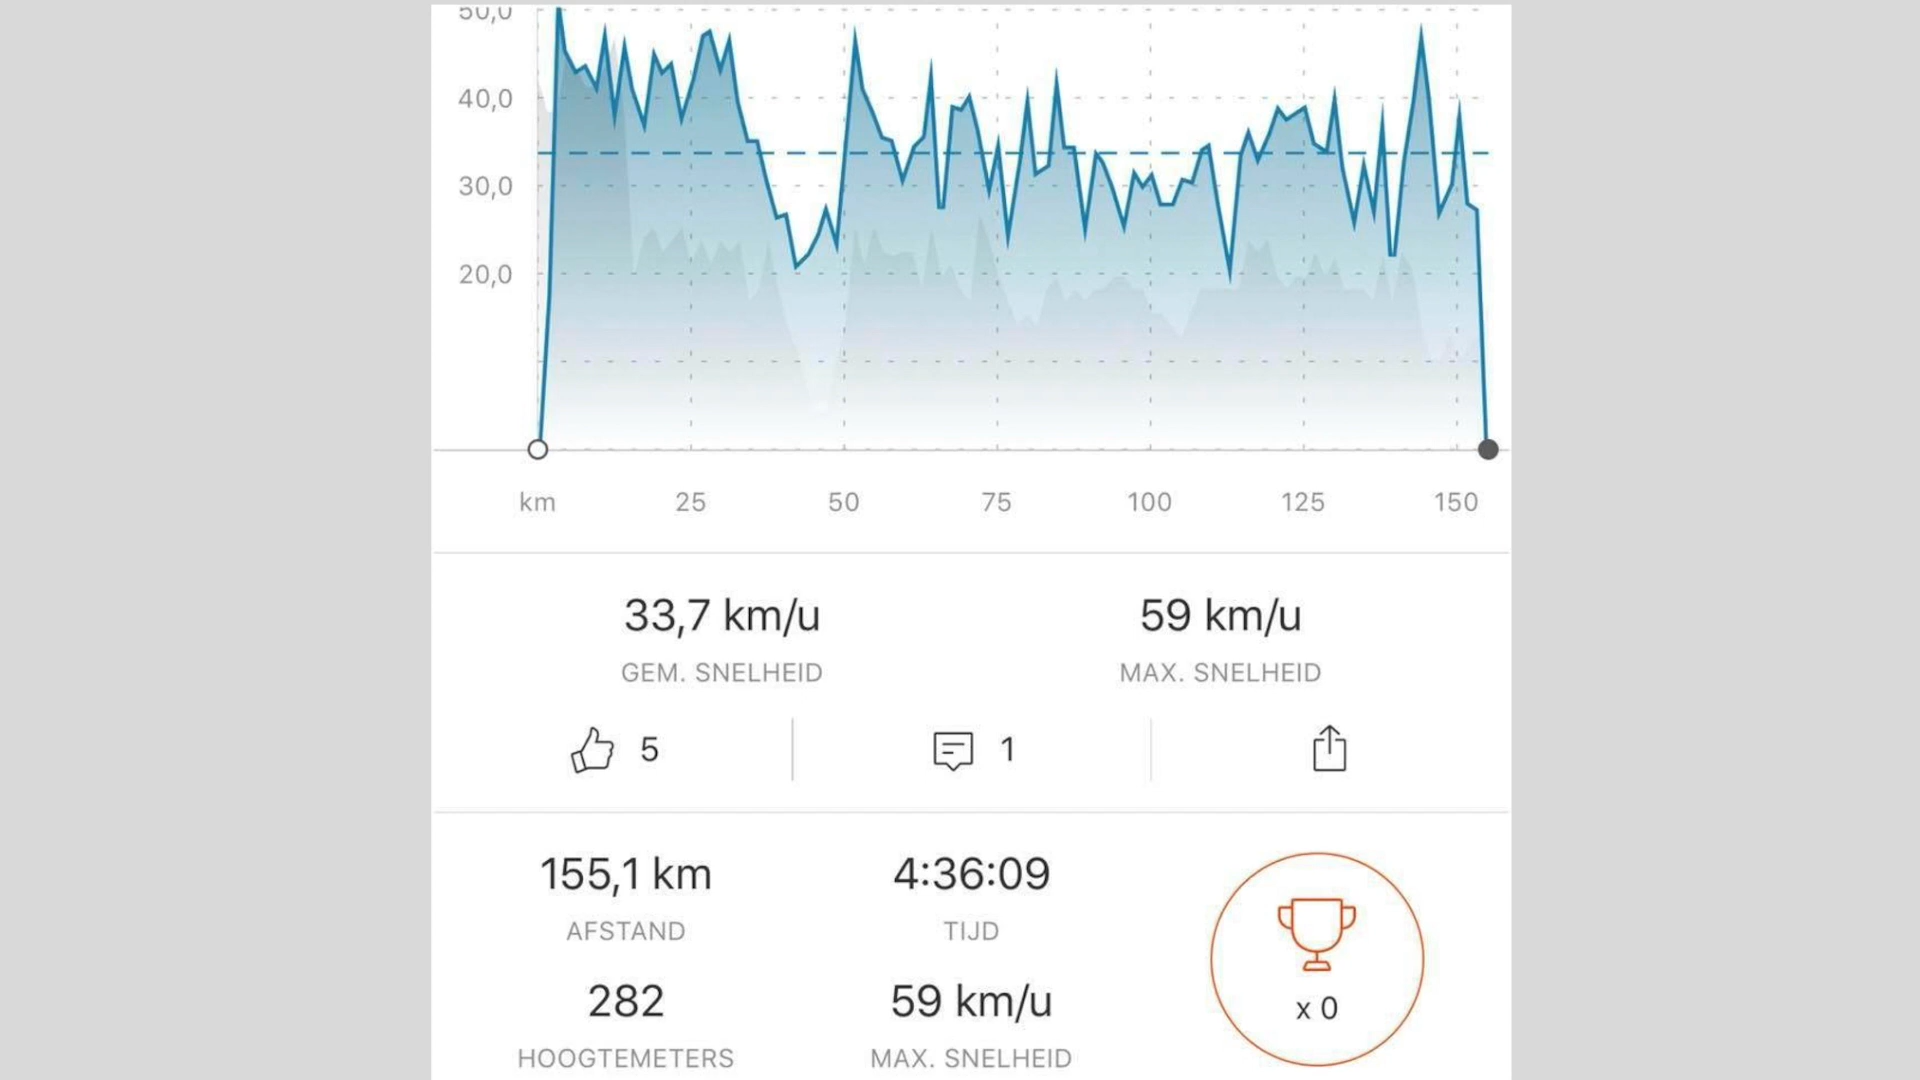 50,0
40,0
30,0
20,0
km 25 50 75 100 125 150
33,7 km/u 59 km/u
GEM. SNELHEID MAX. SNELHEID
5 1
155,1 km 4:36:09
AFSTAND TIJD
282 59 km/u x 0
HOOGTEMETERS MAX. SNELHEID